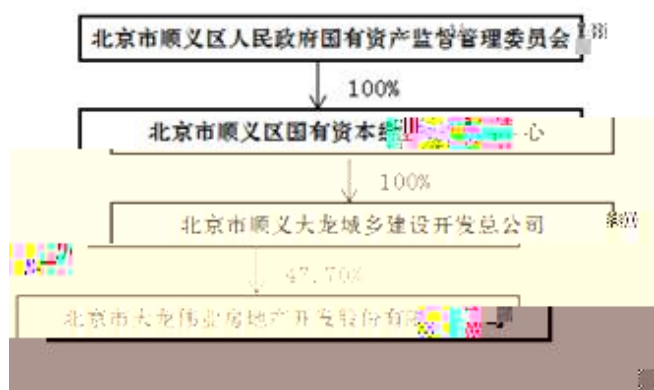 北京市顺义区人民政府国有资产监督管理委员会
100%
北京市顺义区国有资本经 心
100%
北京市顺义大龙城乡建设开发总公司
47.70%
北京市大龙伟业房地产开发股份有